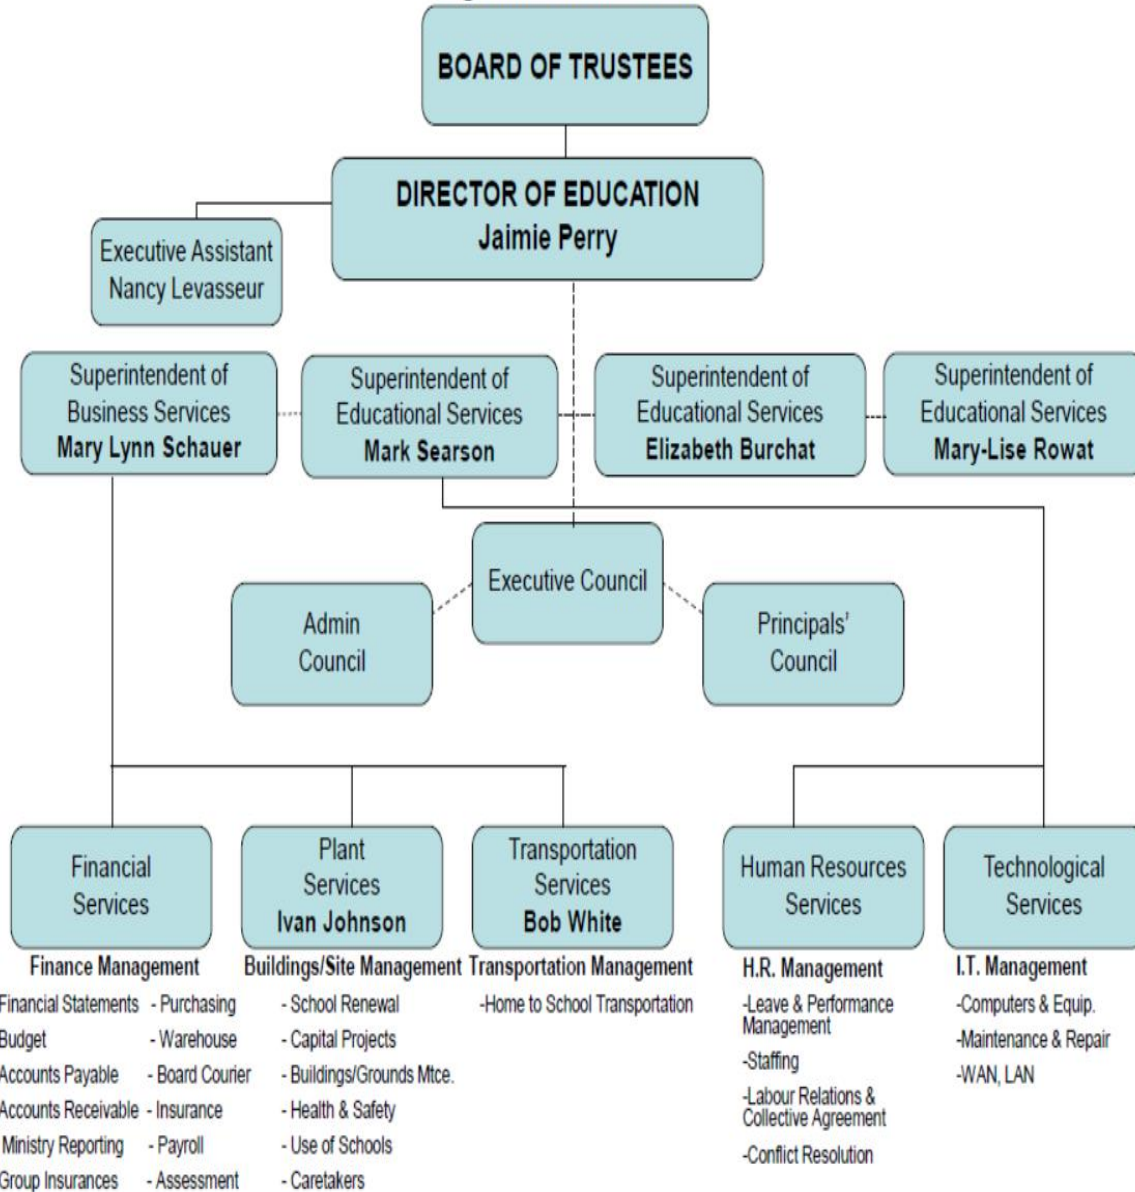 BOARD OF TRUSTEES
DIRECTOR OF EDUCATION
Jaimie Perry
Executive Assistant
Nancy Levasseur
Superintendent of
Business Services
Mary Lynn Schauer
Superintendent of
Educational Services
Mark Searson
Superintendent of
Educational Services
Elizabeth Burchat
Superintendent of
Educational Services
Mary-Lise Rowat
Executive Council
Admin
Council
Principals'
Council
Financial
Services
Plant
Services
Ivan Johnson
Transportation
Services
Bob White
Human Resources
Services
Technological
Services
Finance Management
Financial Statements - Purchasing
Budget - Warehouse
Accounts Payable - Board Courier
Accounts Receivable - Insurance
Ministry Reporting - Payroll
Group Insurances - Assessment
Buildings/Site Management
- School Renewal
- Capital Projects
- Buildings/Grounds Mtce.
- Health & Safety
- Use of Schools
- Caretakers
Transportation Management
-Home to School Transportation
H.R. Management
-Leave & Performance
Management
-Staffing
-Labour Relations &
Collective Agreement
-Conflict Resolution
I.T. Management
-Computers & Equip.
-Maintenance & Repair
-WAN, LAN